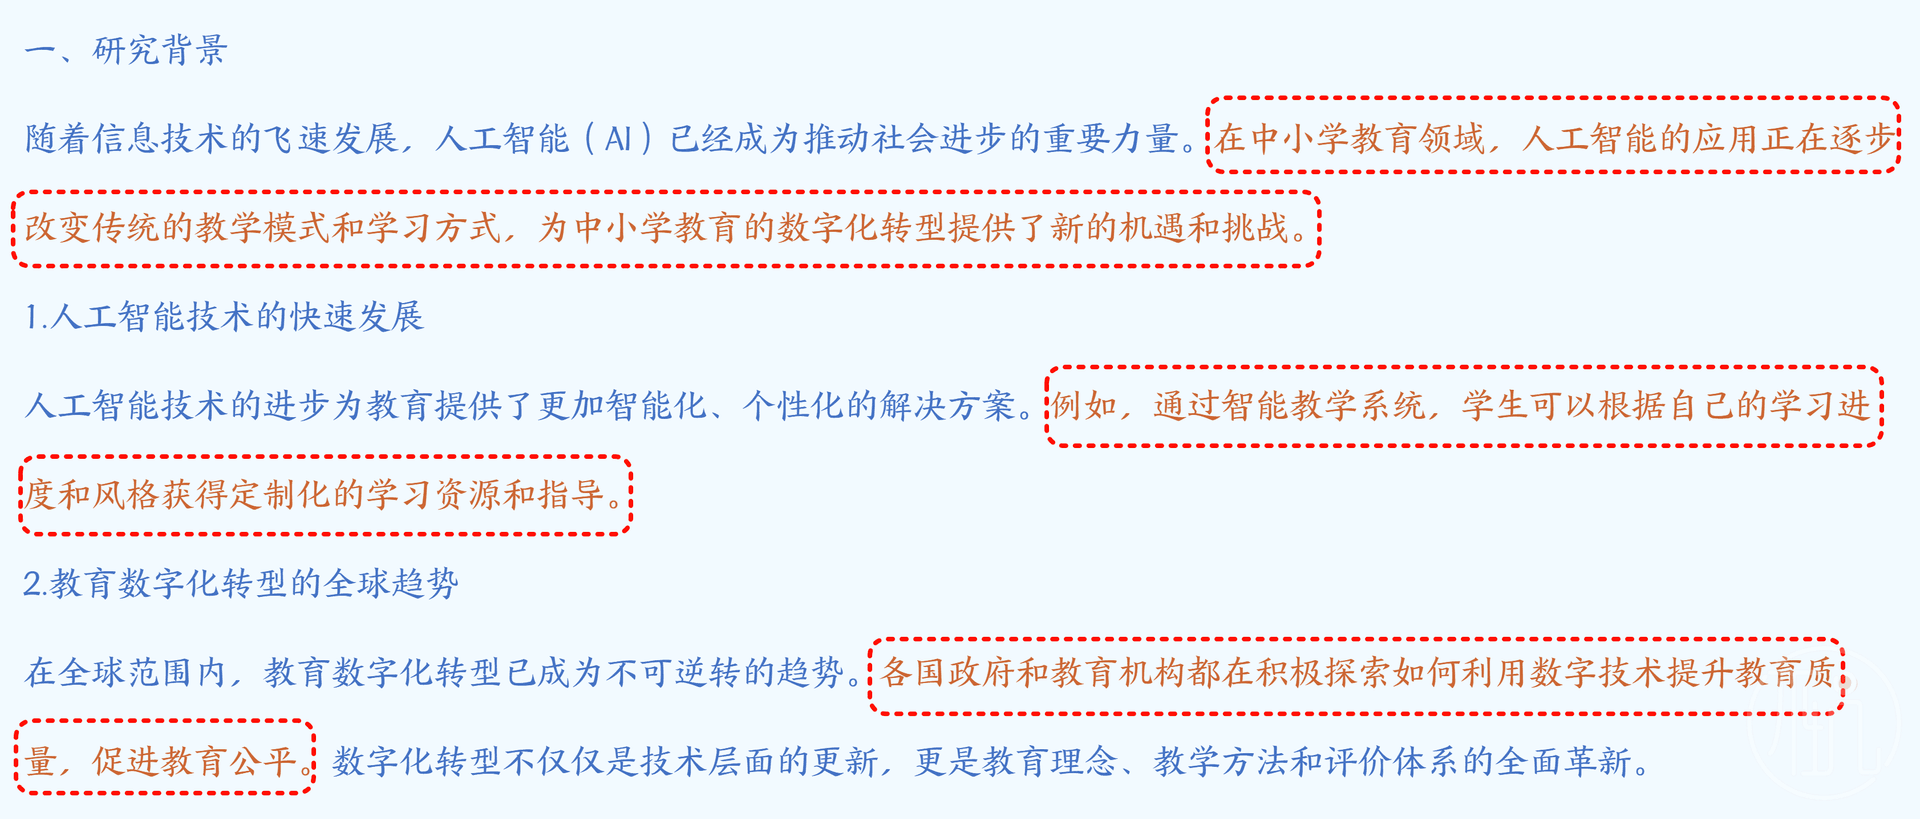 一、研究背景
随着信息技术的飞速发展，人工智能（AI）已经成为推动社会进步的重要力量。在中小学教育领域，人工智能的应用正在逐步
改变传统的教学模式和学习方式，为中小学教育的数字化转型提供了新的机遇和挑战。
1.人工智能技术的快速发展
人工智能技术的进步为教育提供了更加智能化、个性化的解决方案。例如，通过智能教学系统，学生可以根据自己的学习进
度和风格获得定制化的学习资源和指导。
2.教育数字化转型的全球趋势
在全球范围内，教育数字化转型已成为不可逆转的趋势。各国政府和教育机构都在积极探索如何利用数字技术提升教育质
量，促进教育公平。数字化转型不仅仅是技术层面的更新，更是教育理念、教学方法和评价体系的全面革新。